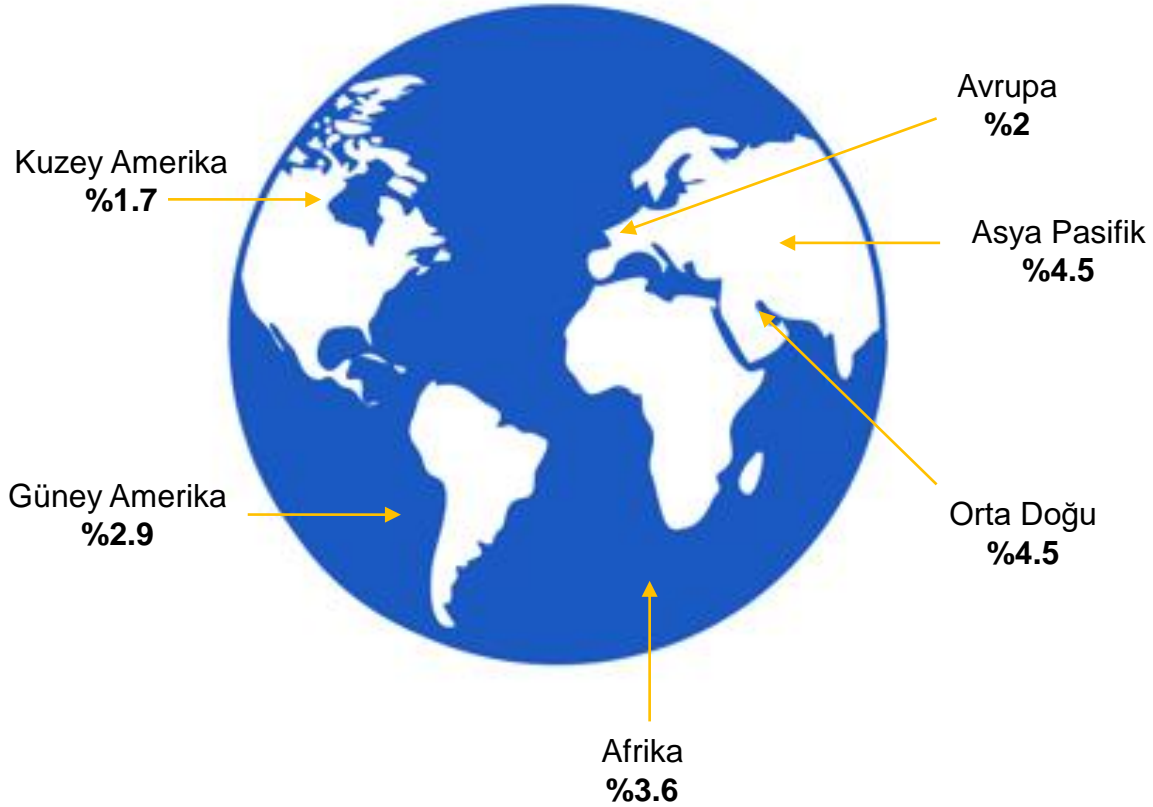 Avrupa
%2
Kuzey Amerika
%1.7
Asya Pasifik
%4.5
Güney Amerika
%2.9
Orta Doğu
%4.5
Afrika
%3.6